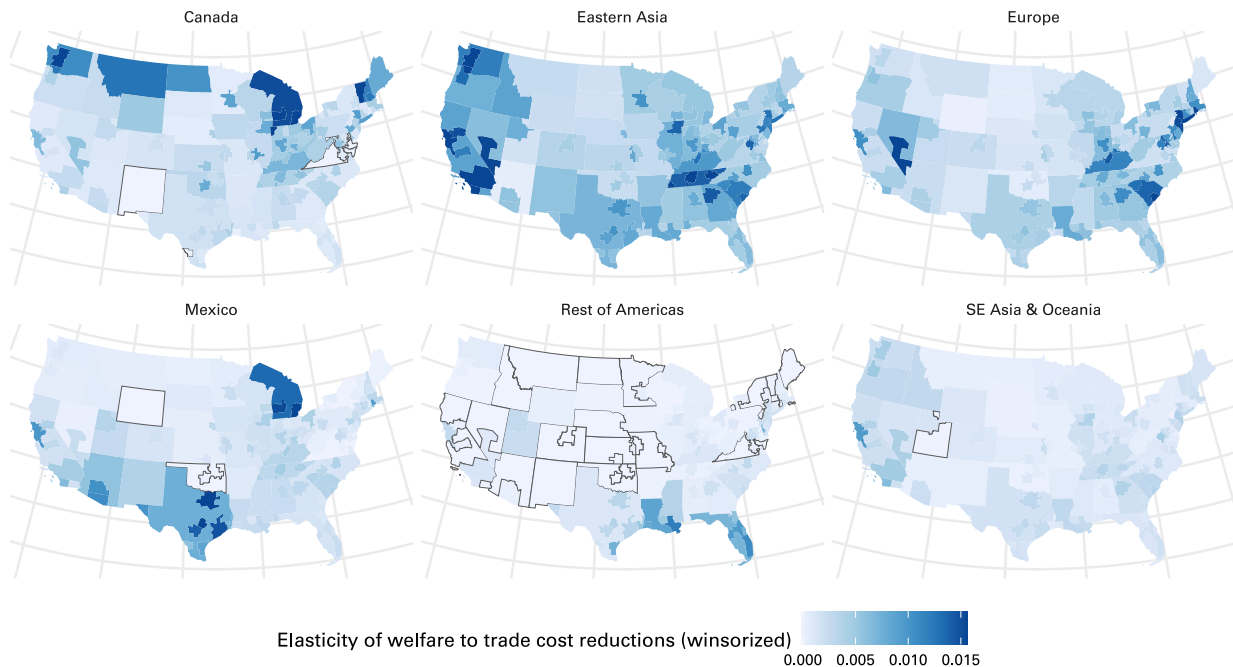 Canada
Eastern Asia
Europe
Mexico
Rest of Americas
SE Asia & Oceania
Elasticity of welfare to trade cost reductions (winsorized)
0.000 0.005 0.010 0.015